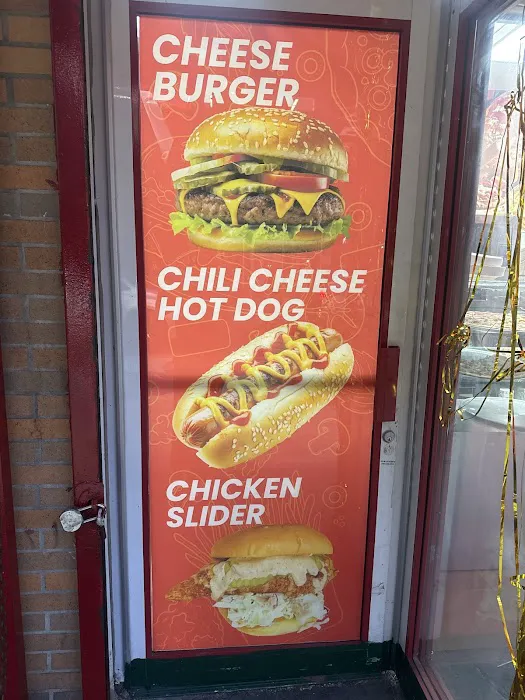 CHEESE
BURGER
CHILI CHEESE
HOT DOG
CHICKEN
SLIDER